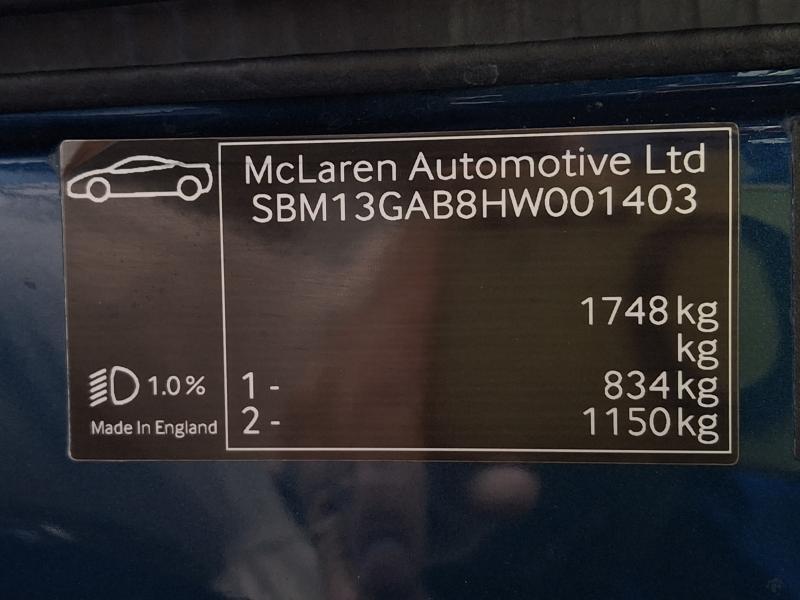 McLaren Automotive Ltd
SBM13GAB8HW001403
1748 kg
kg
1 - 834 kg
2 - 1150 kg
1.0 %
Made In England